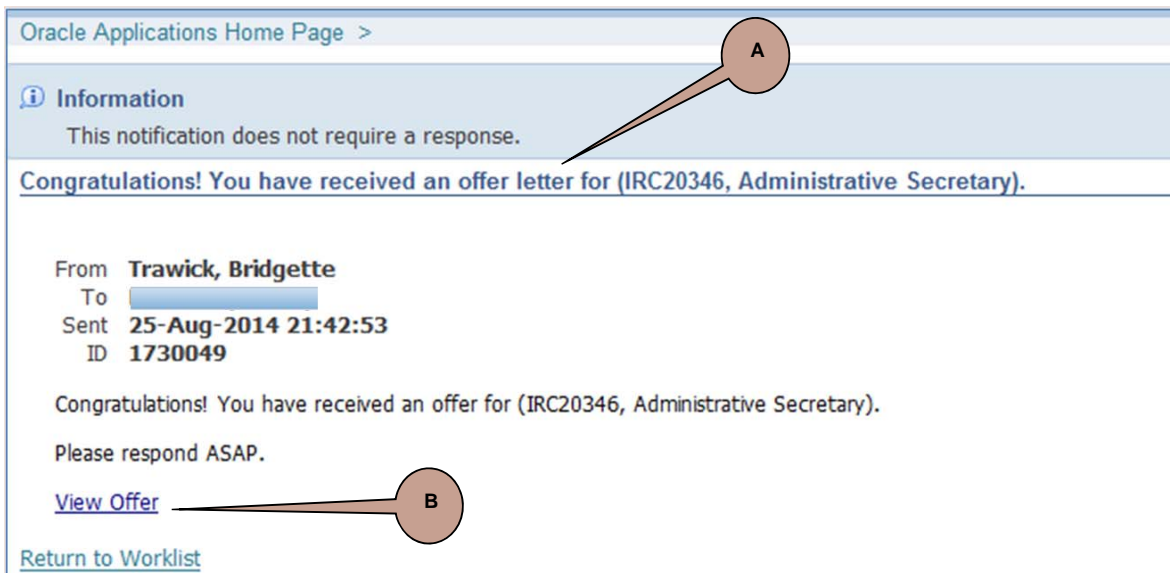 Oracle Applications Home Page >
A
Information
This notification does not require a response.
Congratulations! You have received an offer letter for (IRC20346, Administrative Secretary).
From Trawick, Bridgette
To
Sent 25-Aug-2014 21:42:53
ID 1730049
Congratulations! You have received an offer for (IRC20346, Administrative Secretary).
Please respond ASAP.
View Offer
B
Return to Worklist